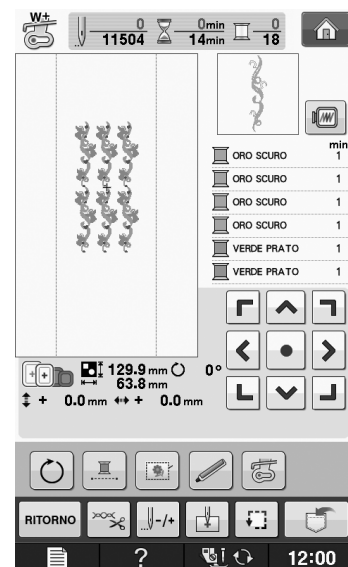 W+
0 0min 0
11504 14min 18
min
ORO SCURO 1
ORO SCURO 1
ORO SCURO 1
ORO SCURO 1
VERDE PRATO 1
VERDE PRATO 1
129.9 mm 0°
63.8 mm
+ 0.0 mm + 0.0 mm
RITORNO -/+
? i 12:00